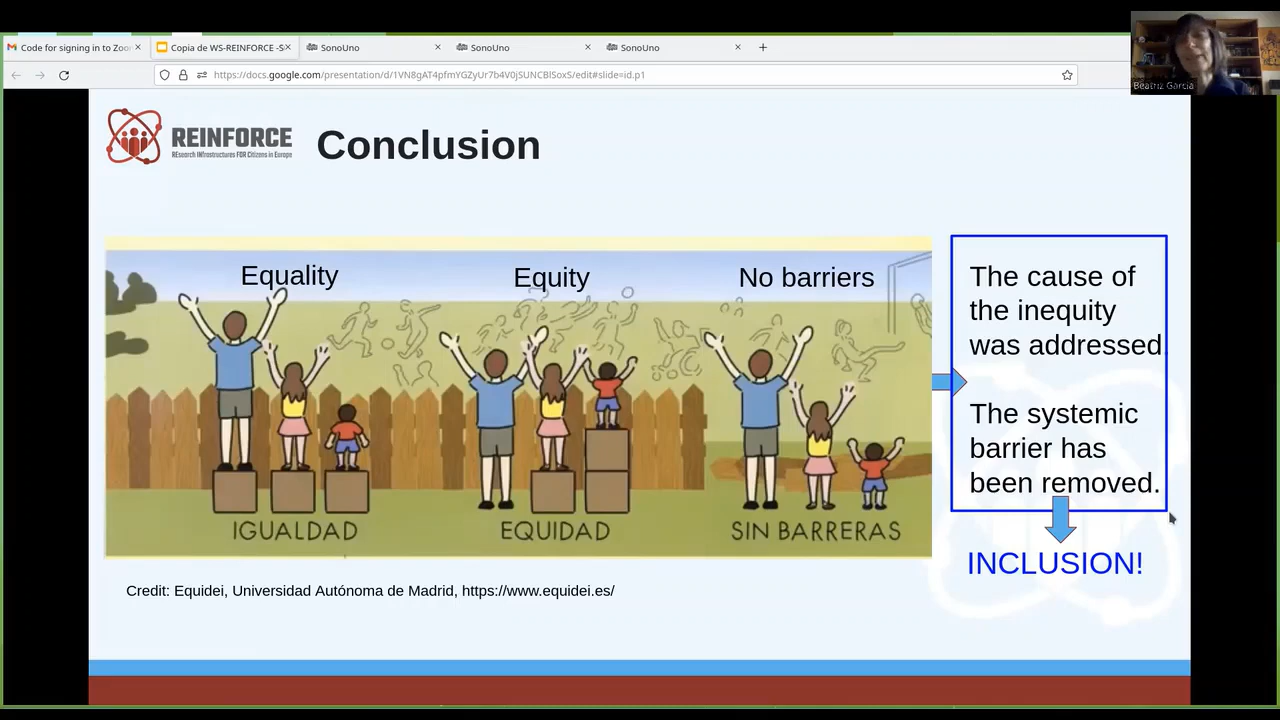 Code for signing in to Zoo
Copia de WS-REINFORCE -S
SonoUno
SonoUno
SonoUno
https://docs.google.com/presentation/d/1VN8gAT4pfmYGZyUr7b4V0jSUNCBlSoxS/edit#slide=id.p1
Beatriz García
REINFORCE
REsearch INfrastructures FOR Citizens in Europe
Conclusion
Equality
Equity
No barriers
IGUALDAD
EQUIDAD
SIN BARRERAS
The cause of
the inequity
was addressed.
The systemic
barrier has
been removed.
INCLUSION!
Credit: Equidei, Universidad Autónoma de Madrid, https://www.equidei.es/